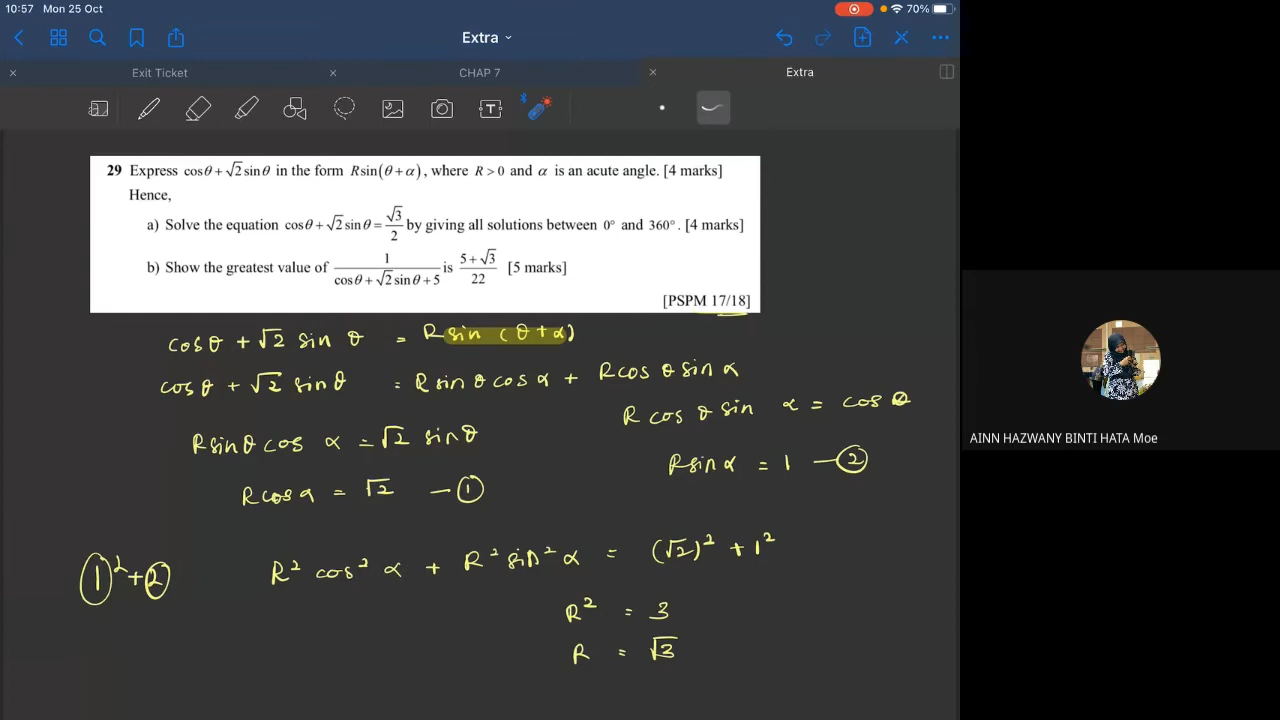 10:57 Mon 25 Oct
70%
Extra
Exit Ticket
CHAP 7
Extra
29 Express cosθ + √2 sinθ in the form R sin(θ + α), where R > 0 and α is an acute angle. [4 marks]
Hence,
a) Solve the equation cosθ + √2 sinθ = √3/2 by giving all solutions between 0° and 360°. [4 marks]
b) Show the greatest value of 1/(cosθ + √2 sinθ + 5) is (5 + √3)/22 [5 marks]
[PSPM 17/18]
cosθ + √2 sin θ = R sin (θ + α)
cosθ + √2 sinθ = R sin θ cos α + R cos θ sin α
R cos θ sin α = cos θ
R sinθ cos α = √2 sinθ
R sin α = 1 — ②
R cos α = √2 — ①
①² + ② R² cos² α + R² sin² α = (√2)² + 1²
R² = 3
R = √3
AINN HAZWANY BINTI HATA Moe